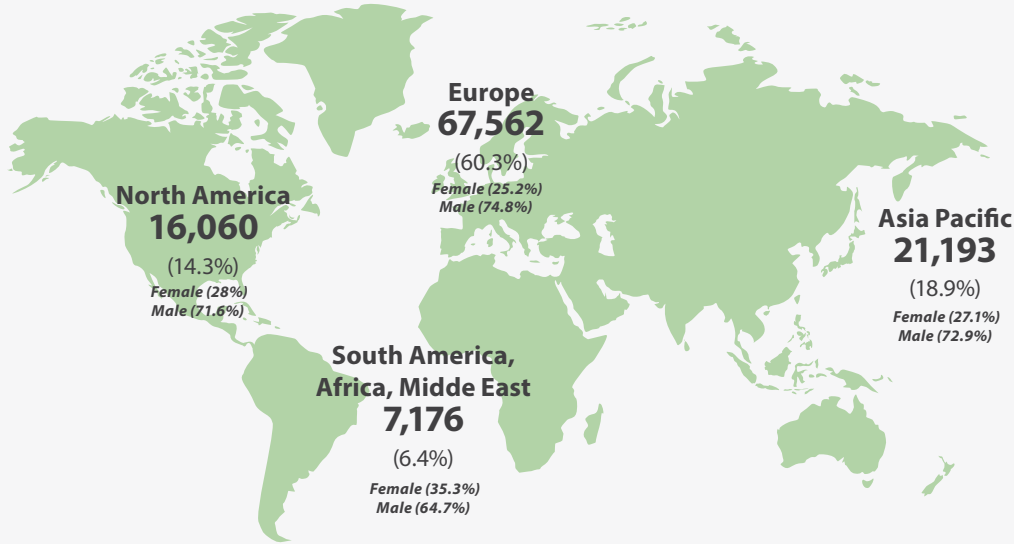 Europe
67,562
(60.3%)
Female (25.2%)
Male (74.8%)
North America
16,060
(14.3%)
Female (28%)
Male (71.6%)
Asia Pacific
21,193
(18.9%)
Female (27.1%)
Male (72.9%)
South America,
Africa, Midde East
7,176
(6.4%)
Female (35.3%)
Male (64.7%)